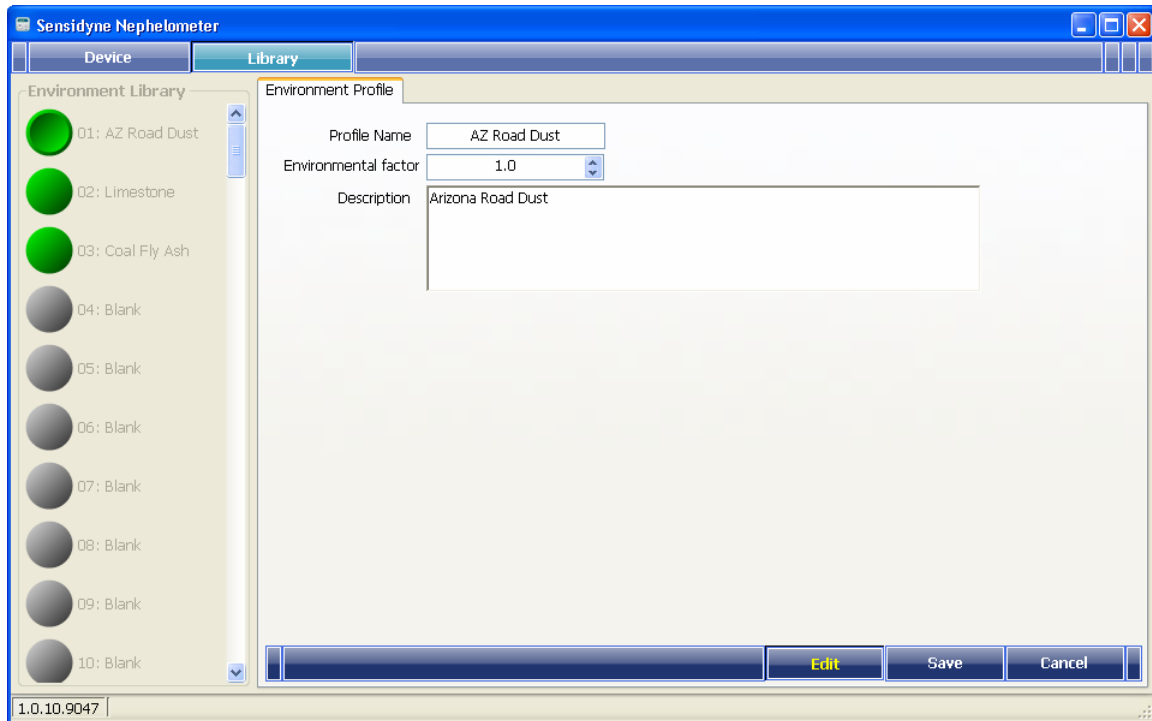 Sensidyne Nephelometer
Device
Library
Environment Library
01: AZ Road Dust
02: Limestone
03: Coal Fly Ash
04: Blank
05: Blank
06: Blank
07: Blank
08: Blank
09: Blank
10: Blank
Environment Profile
Profile Name AZ Road Dust
Environmental factor 1.0
Description Arizona Road Dust
Edit Save Cancel
1.0.10.9047